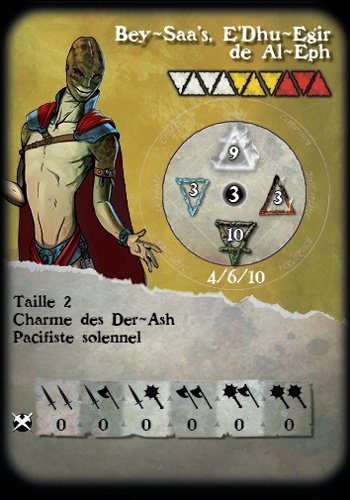 Bey~Saa's, E'Dhu~Egir
de Al~Eph
9
3 3 3
10
4/6/10
Taille 2
Charme des Der~Ash
Pacifiste solennel
0 0 0 0 0 0